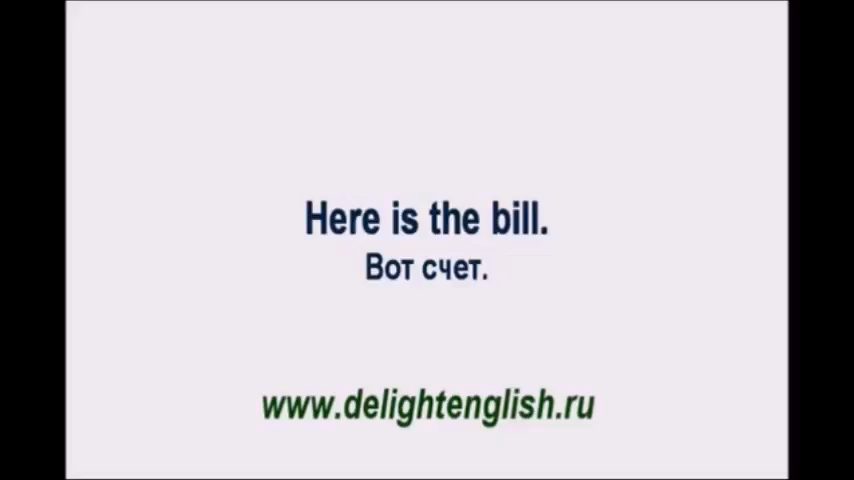 Here is the bill.
Вот счет.
www.delightenglish.ru